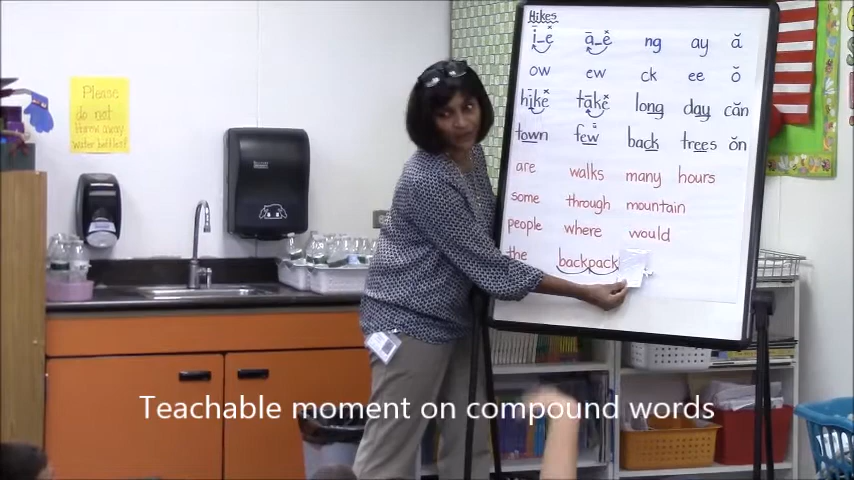 Hikes
i_e a_e ng ay ă
ow ew ck ee ŏ
hike take long day căn
town few back trees ŏn
are walks many hours
some through mountain
people where would
the backpack
Please
do not
throw away
water bottles!
Teachable moment on compound words